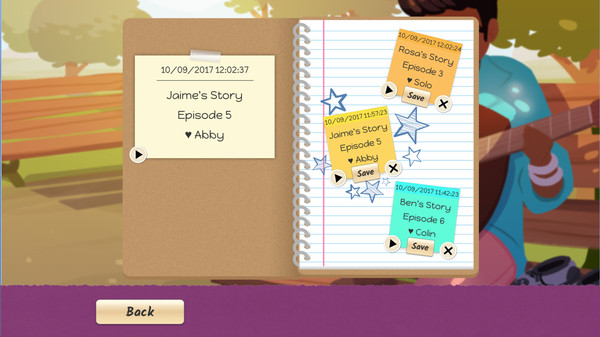 10/09/2017 12:02:37
Jaime's Story
Episode 5
♥ Abby
10/09/2017 12:02:24
Rosa's Story
Episode 3
♥ Solo
Save
10/09/2017 11:57:23
Jaime's Story
Episode 5
♥ Abby
Save
10/09/2017 11:42:23
Ben's Story
Episode 6
♥ Colin
Save
Back